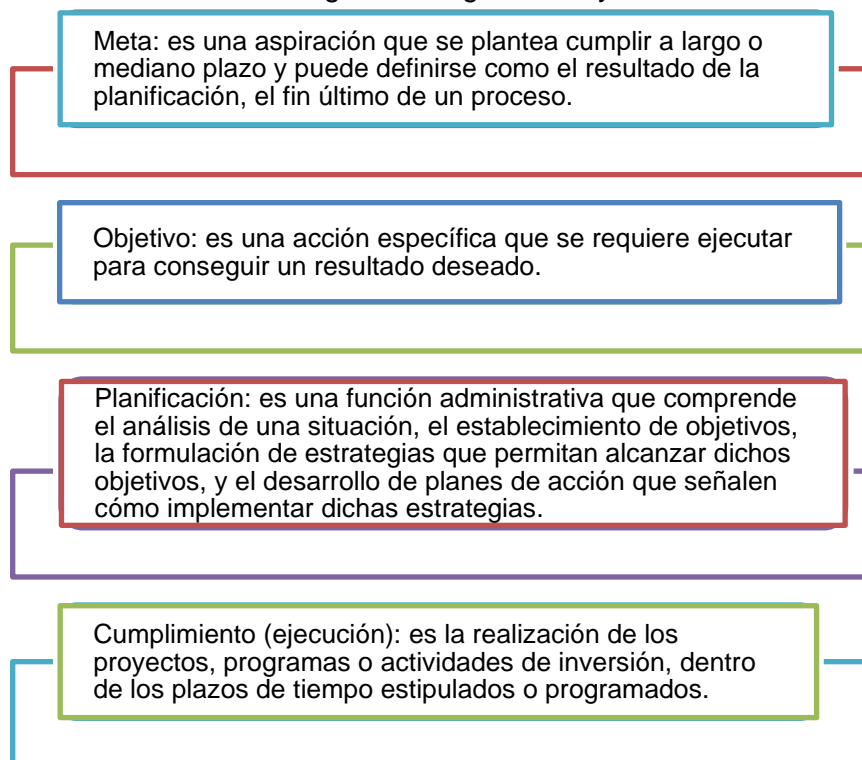 Meta: es una aspiración que se plantea cumplir a largo o
mediano plazo y puede definirse como el resultado de la
planificación, el fin último de un proceso.
Objetivo: es una acción específica que se requiere ejecutar
para conseguir un resultado deseado.
Planificación: es una función administrativa que comprende
el análisis de una situación, el establecimiento de objetivos,
la formulación de estrategias que permitan alcanzar dichos
objetivos, y el desarrollo de planes de acción que señalen
cómo implementar dichas estrategias.
Cumplimiento (ejecución): es la realización de los
proyectos, programas o actividades de inversión, dentro
de los plazos de tiempo estipulados o programados.